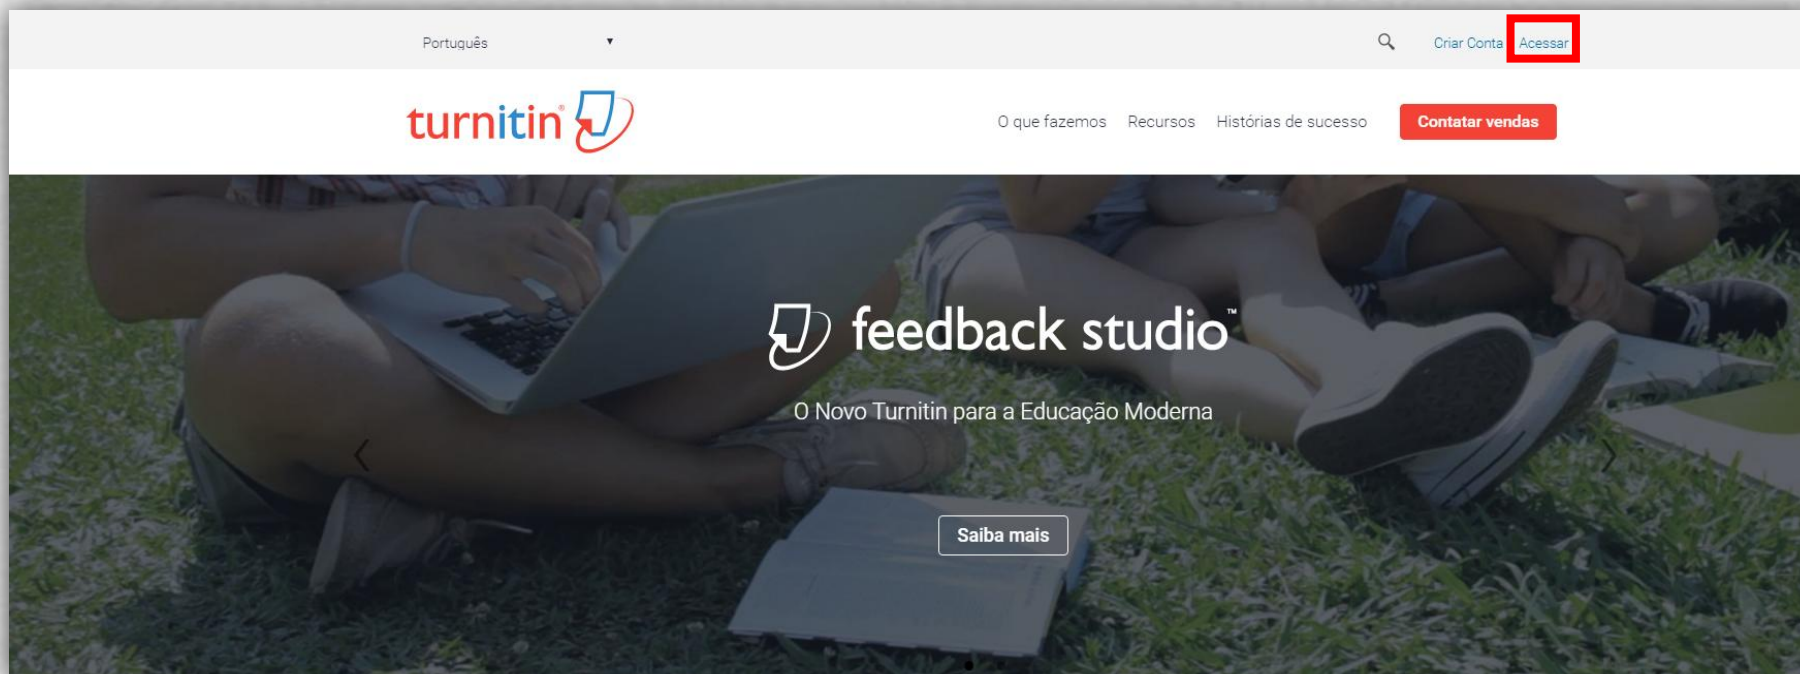 Português
Criar Conta Acessar
turnitin®
O que fazemos Recursos Histórias de sucesso Contatar vendas
feedback studio™
O Novo Turnitin para a Educação Moderna
Saiba mais